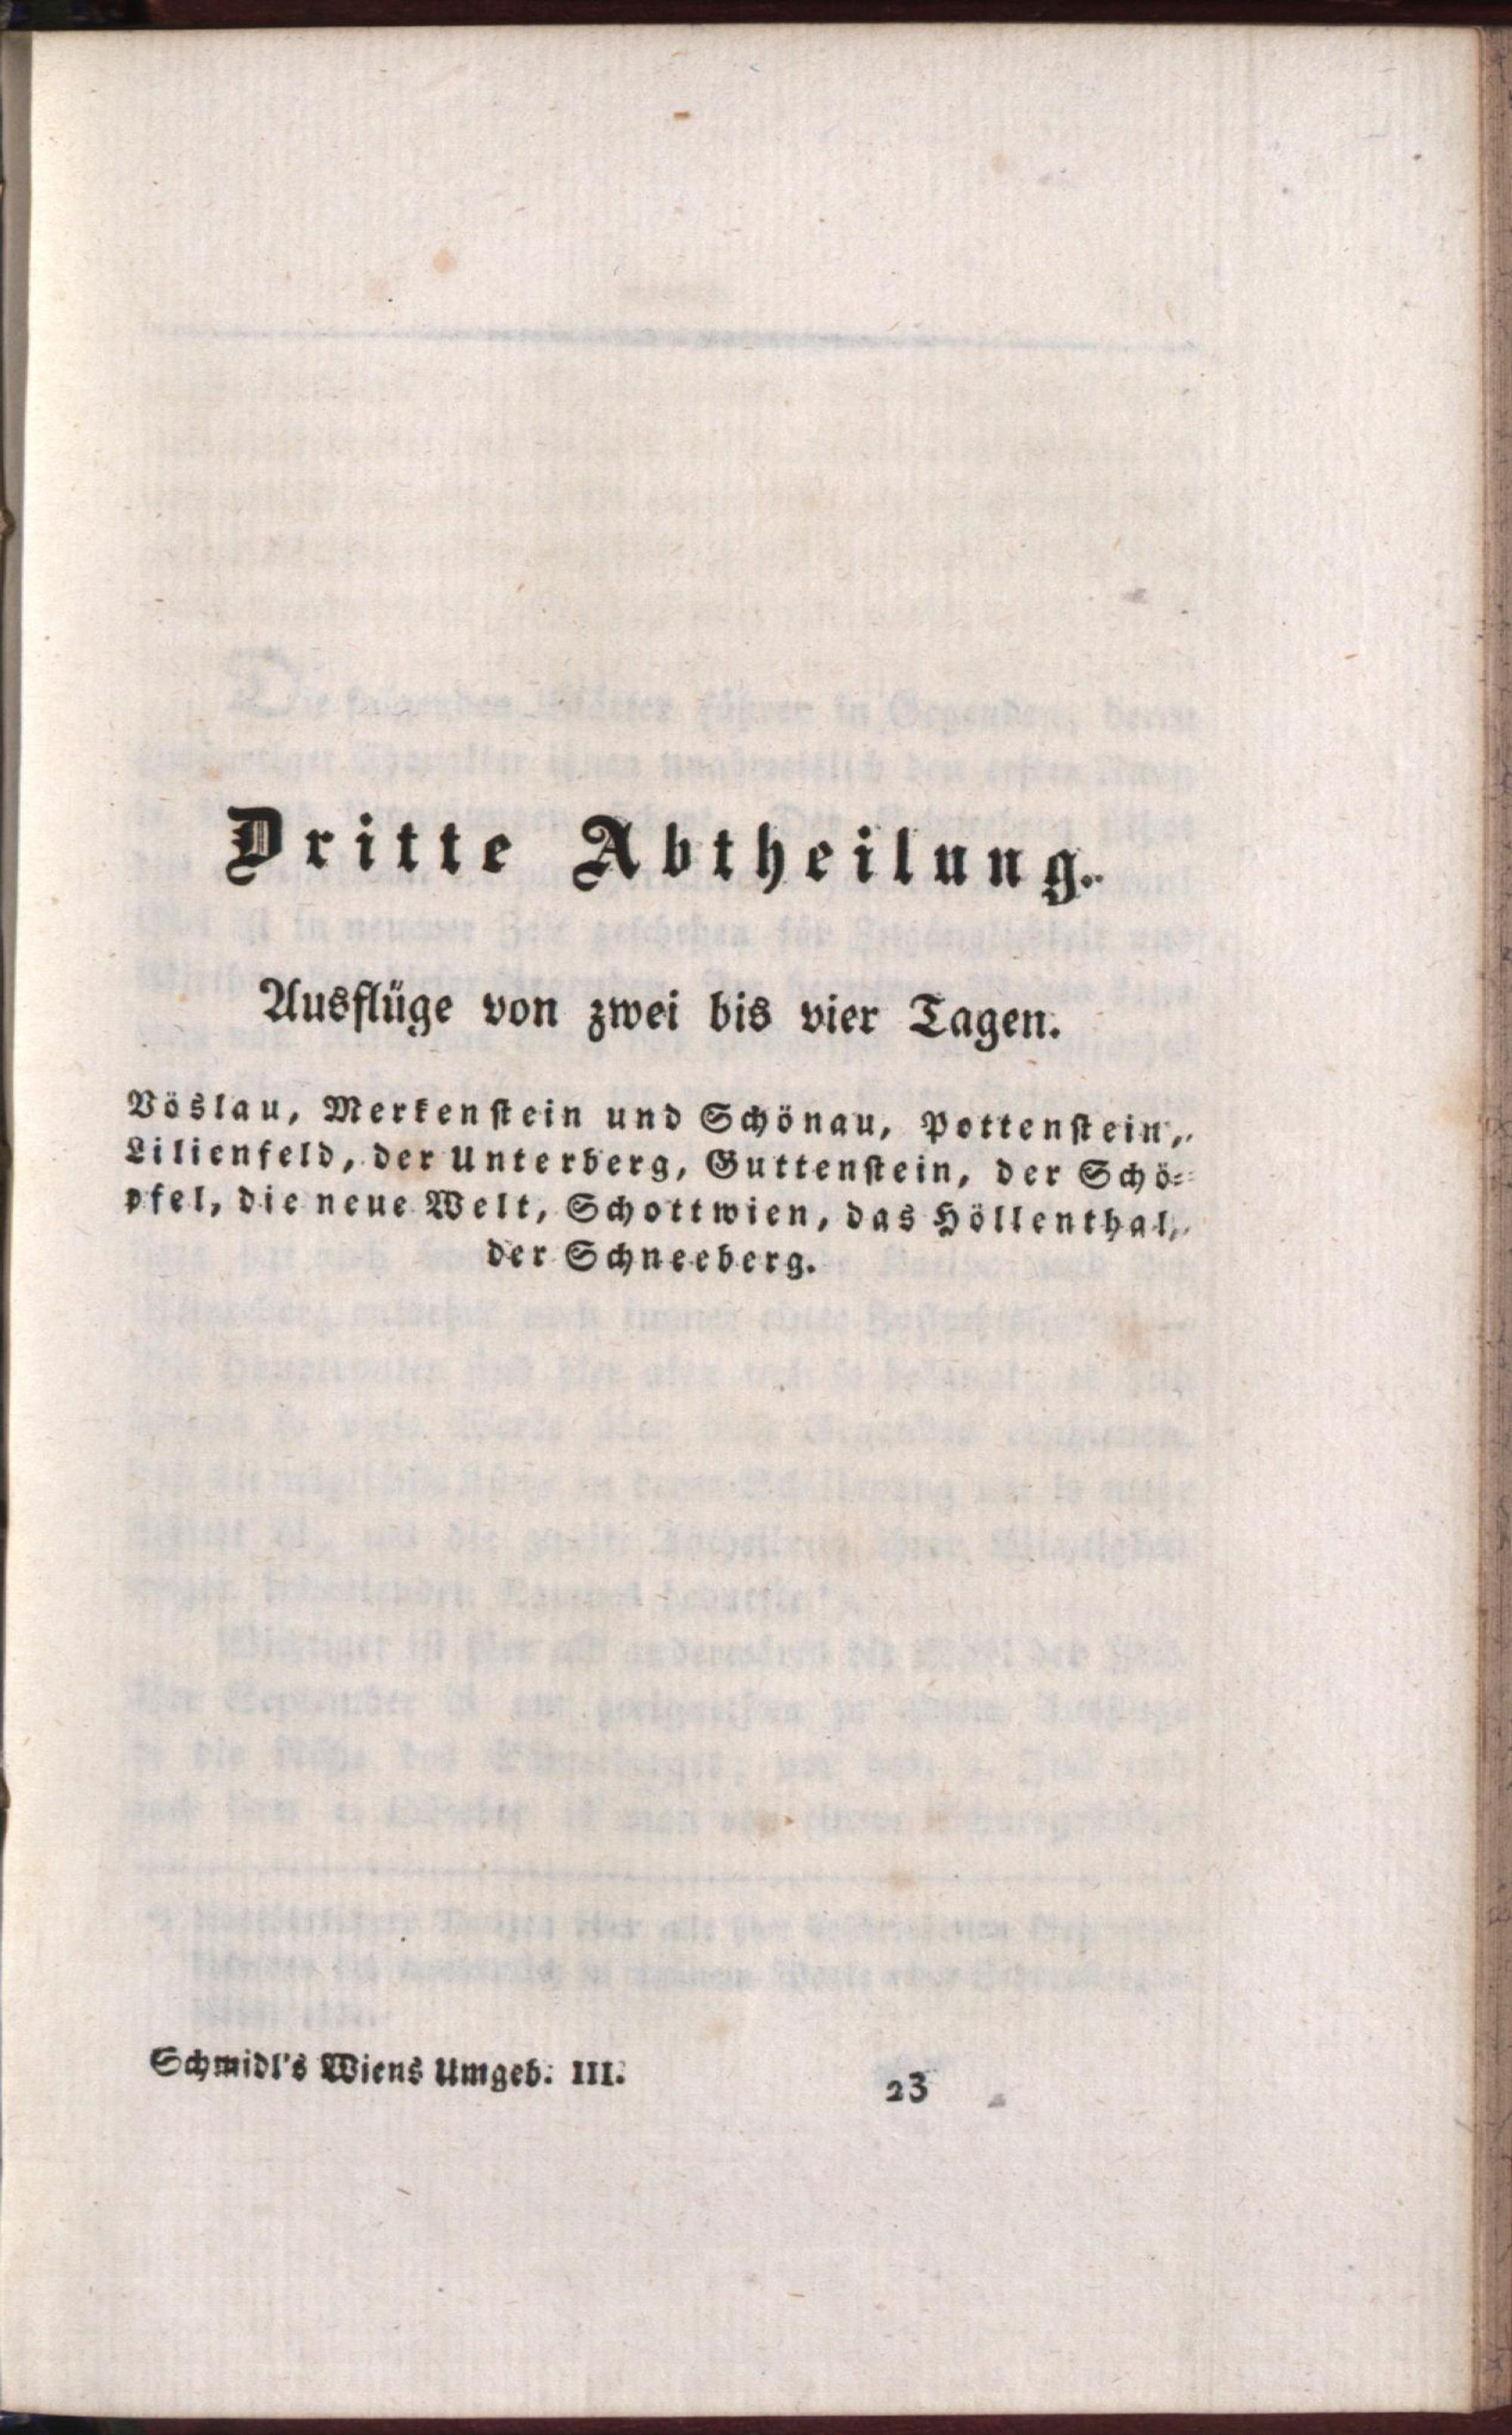 Dritte Abtheilung.
Ausflüge von zwei bis vier Tagen.
Vöslau, Merkenstein und Schönau, Pottenstein,
Lilienfeld, der Unterberg, Guttenstein, der Schö-
pfel, die neue Welt, Schottwien, das Höllenthal,
der Schneeberg.
Schmidl's Wiens Umgeb. III. 23